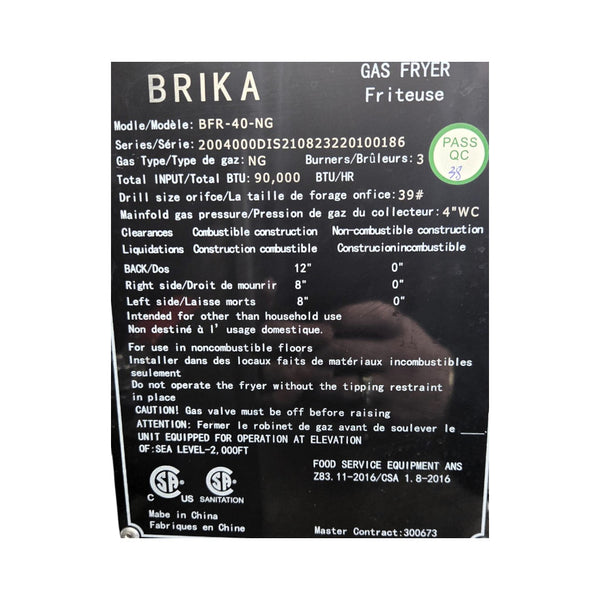 BRIKA
GAS FRYER
Friteuse
Modle/Modèle: BFR-40-NG
Series/Série: 2004000DIS210823220100186
Gas Type/Type de gaz: NG Burners/Brûleurs: 3
PASS
QC
38
Total INPUT/Total BTU: 90,000 BTU/HR
Drill size orifce/La taille de forage onfice: 39#
Mainfold gas pressure/Pression de gaz du collecteur: 4"WC
Clearances Combustible construction Non-combustible construction
Liquidations Construction combustible Construcionincombustible
BACK/Dos 12" 0"
Right side/Droit de mounrir 8" 0"
Left side/Laisse morts 8" 0"
Intended for other than household use
Non destiné à l' usage domestique.
For use in noncombustible floors
Installer dans des locaux faits de matériaux incombustibles
seulement
Do not operate the fryer without the tipping restraint
in place
CAUTION! Gas valve must be off before raising
ATTENTION: Fermer le robinet de gaz avant de soulever le
UNIT EQUIPPED FOR OPERATION AT ELEVATION
OF:SEA LEVEL-2,000FT
FOOD SERVICE EQUIPMENT ANS
Z83.11-2016/CSA 1.8-2016
SA SA
C US SANITATION
Mabe in China
Fabriques en Chine
Master Contract:300673